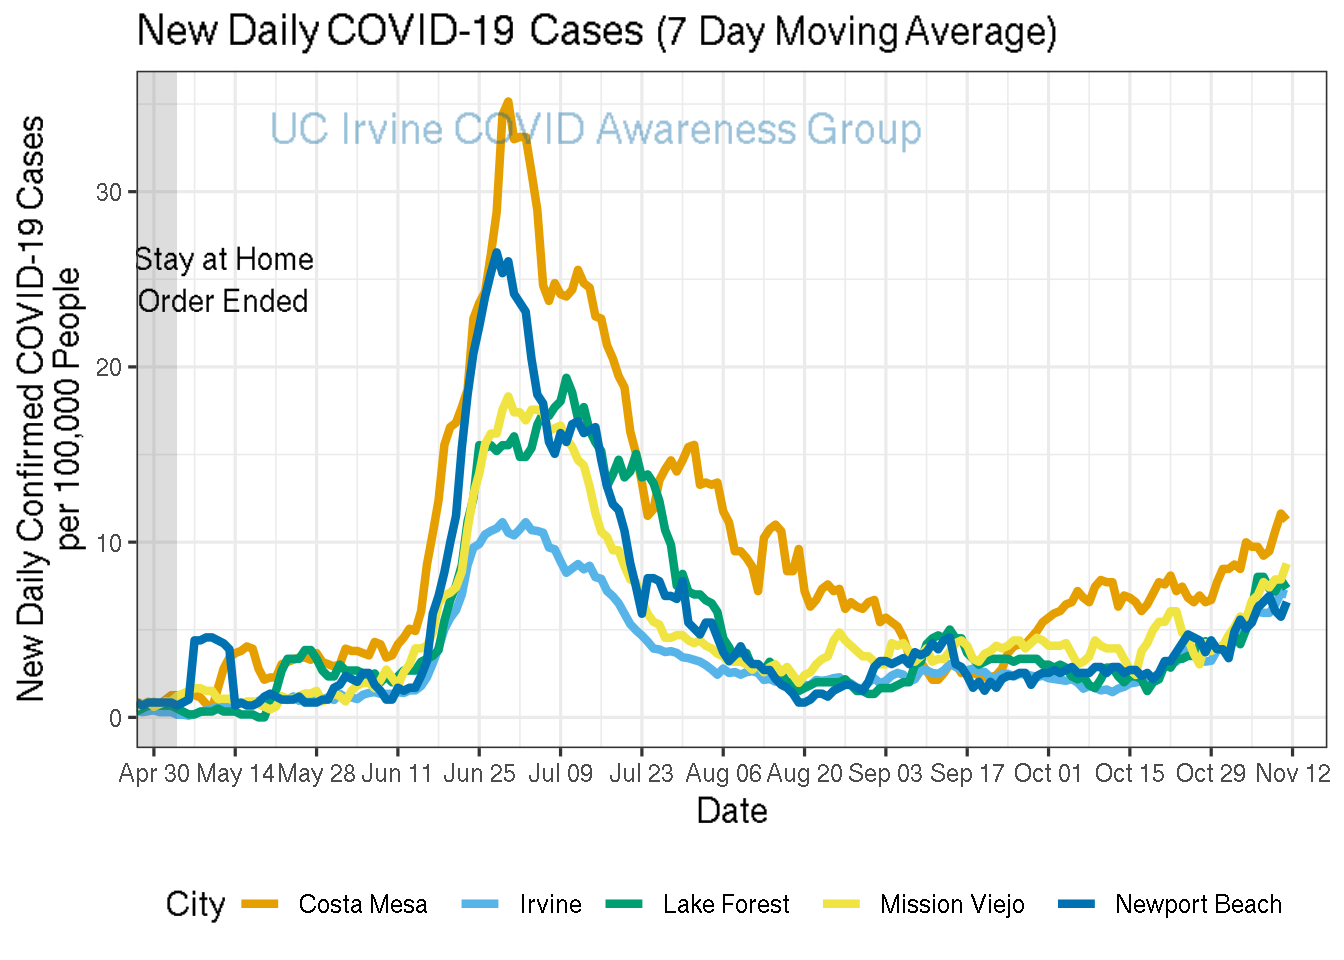 New Daily COVID-19 Cases (7 Day Moving Average)
UC Irvine COVID Awareness Group
New Daily Confirmed COVID-19 Cases
per 100,000 People
30
20
10
0
Stay at Home
Order Ended
Apr 30 May 14 May 28 Jun 11 Jun 25 Jul 09 Jul 23 Aug 06 Aug 20 Sep 03 Sep 17 Oct 01 Oct 15 Oct 29 Nov 12
Date
City Costa Mesa Irvine Lake Forest Mission Viejo Newport Beach